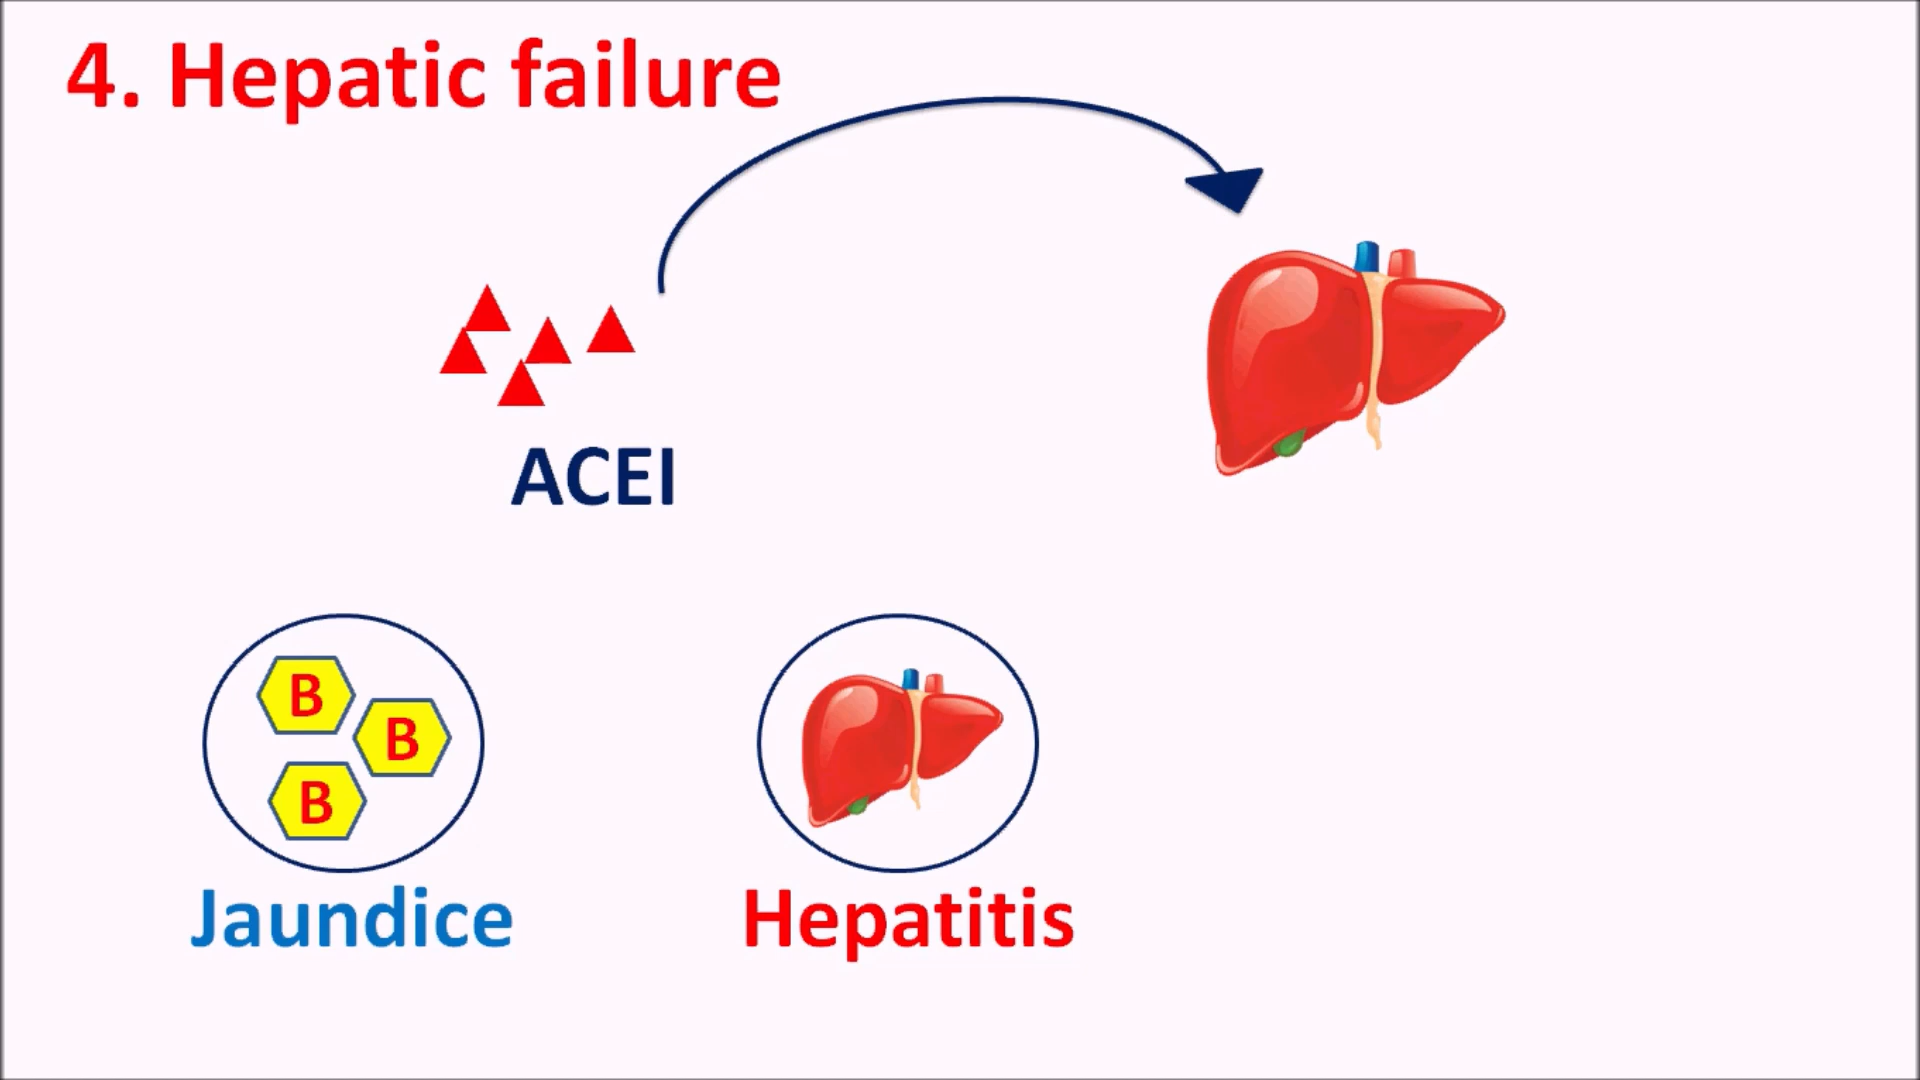 4. Hepatic failure
ACEI
B
B
B
Jaundice
Hepatitis